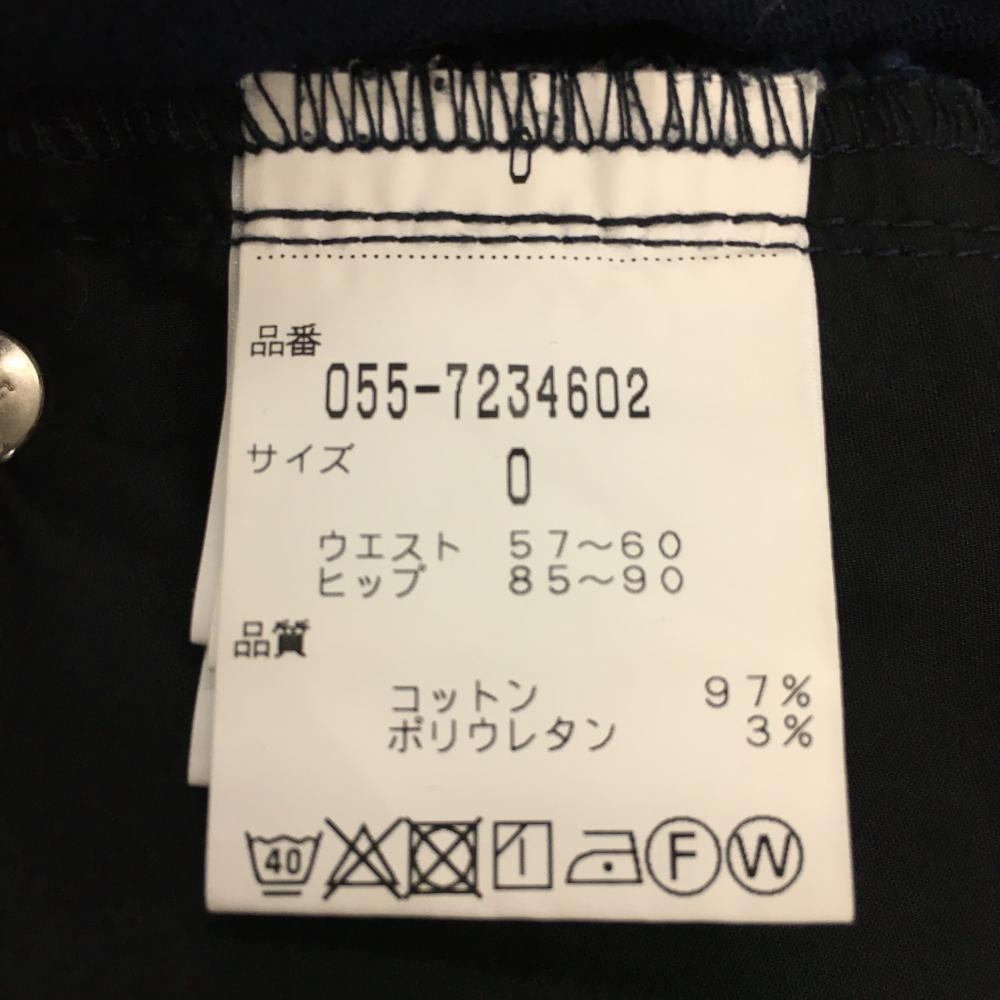 0
品番
055-7234602
サイズ 0
ウエスト 57～60
ヒップ 85～90
品質
コットン 97%
ポリウレタン 3%
40 F W